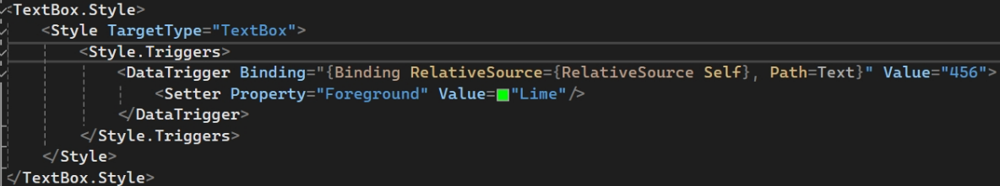 <TextBox.Style>
<Style TargetType="TextBox">
<Style.Triggers>
<DataTrigger Binding="{Binding RelativeSource={RelativeSource Self}, Path=Text}" Value="456">
<Setter Property="Foreground" Value="Lime"/>
</DataTrigger>
</Style.Triggers>
</Style>
</TextBox.Style>